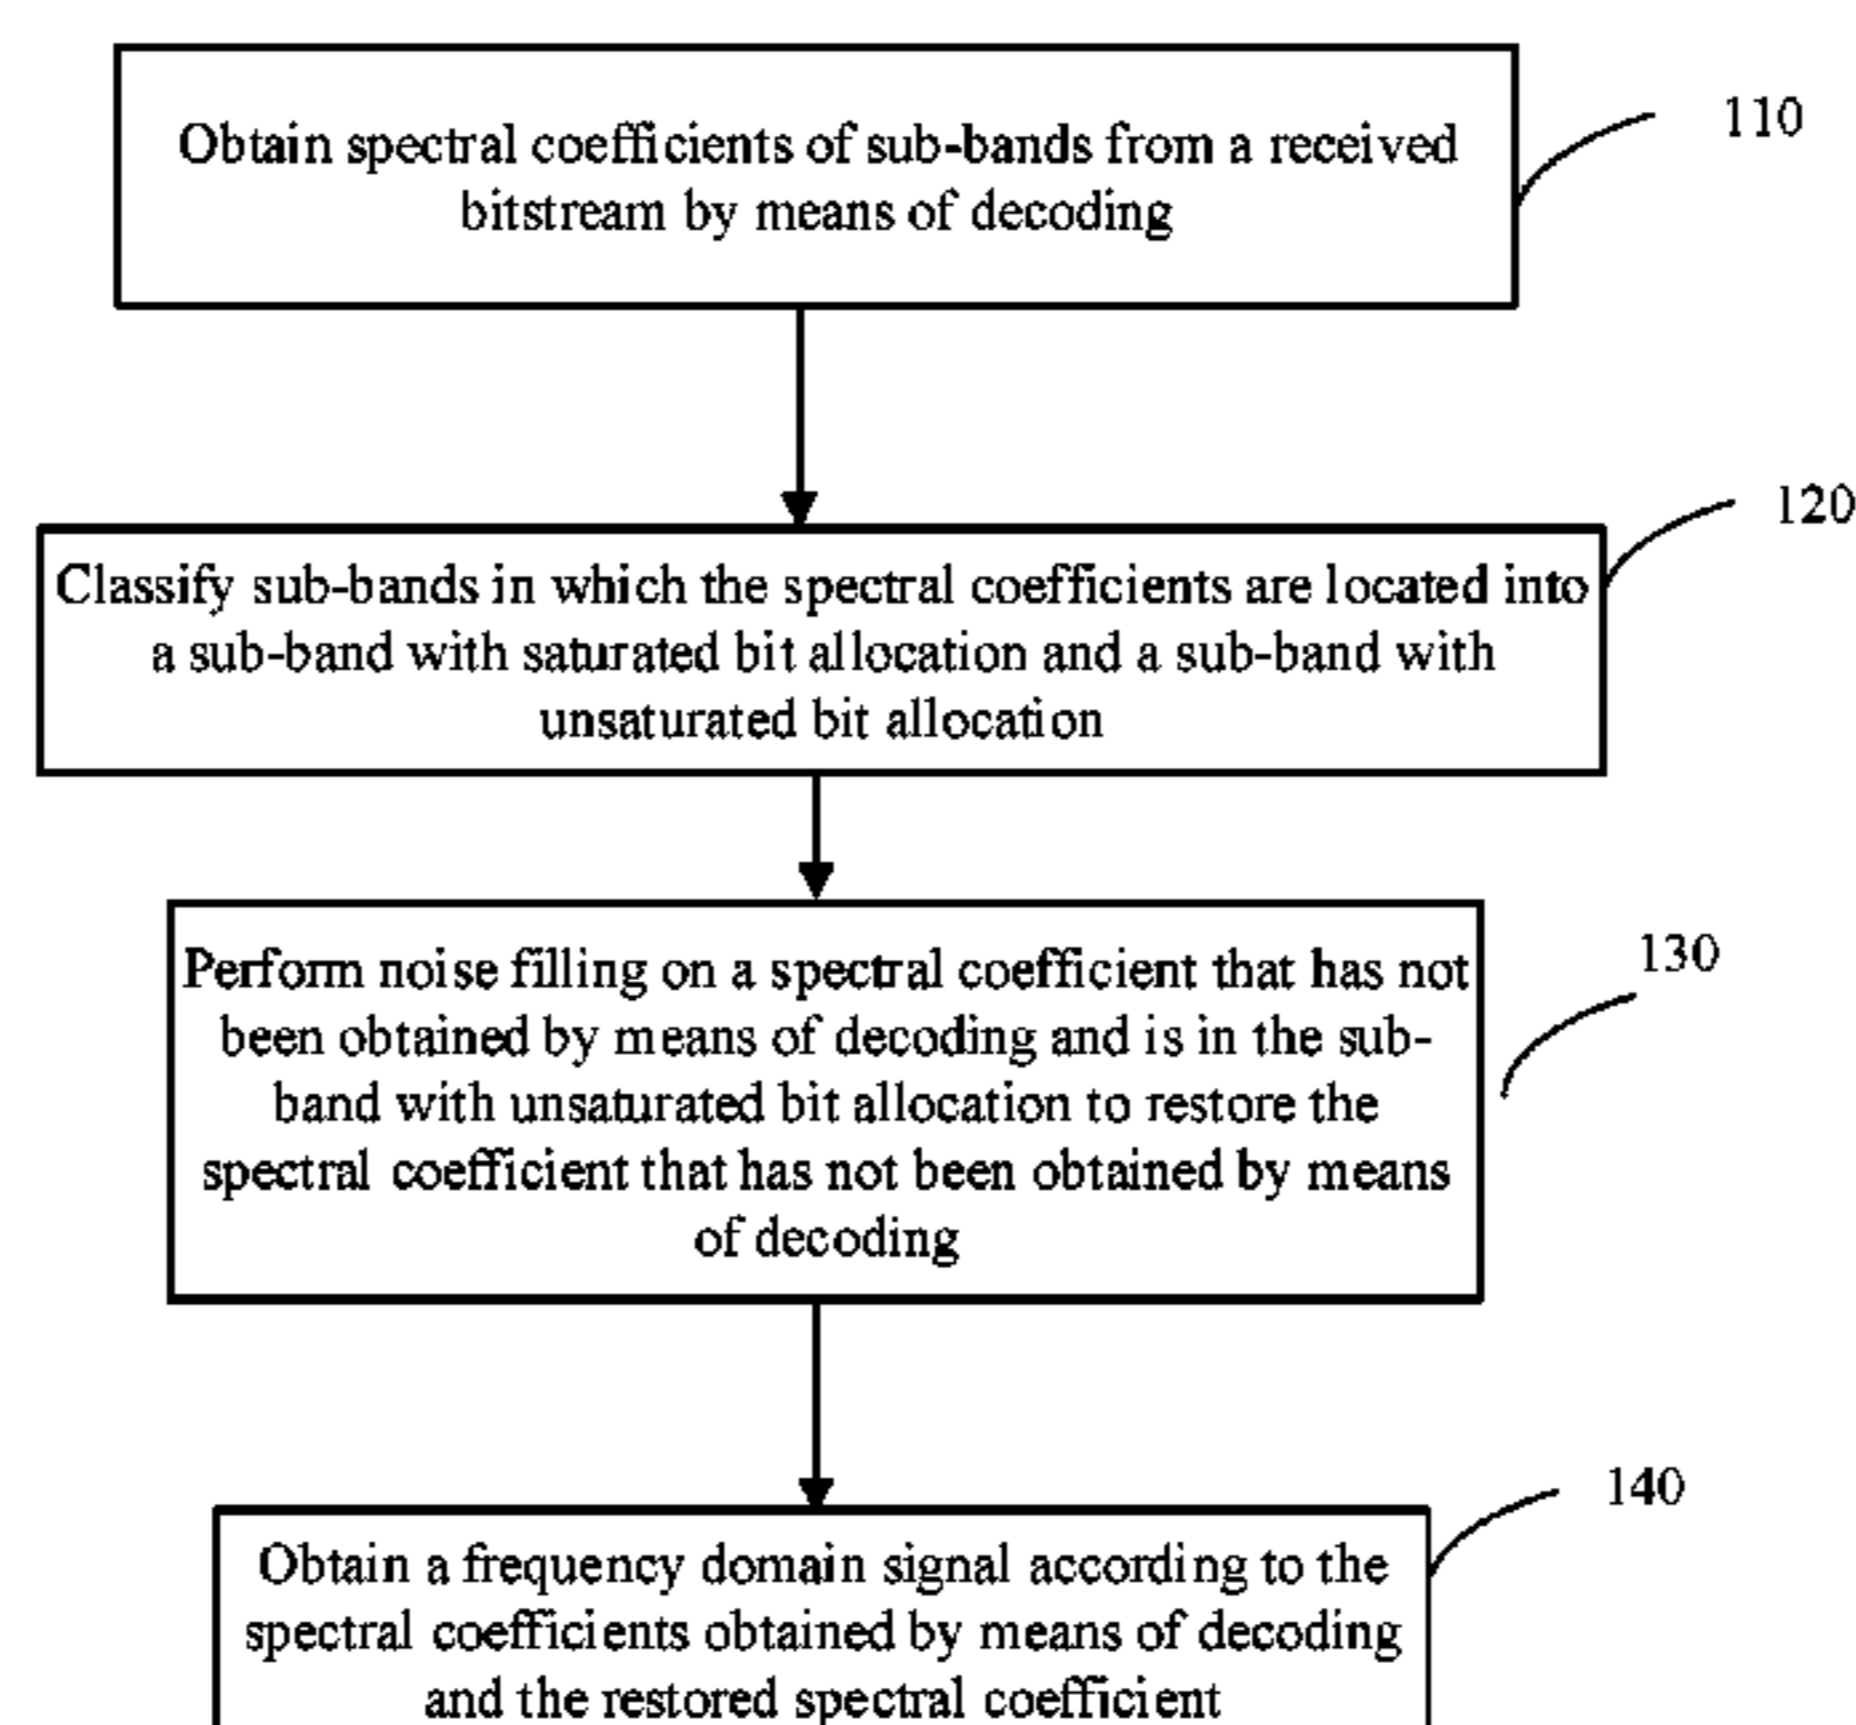 Obtain spectral coefficients of sub-bands from a received
bitstream by means of decoding
110
Classify sub-bands in which the spectral coefficients are located into
a sub-band with saturated bit allocation and a sub-band with
unsaturated bit allocation
120
Perform noise filling on a spectral coefficient that has not
been obtained by means of decoding and is in the sub-
band with unsaturated bit allocation to restore the
spectral coefficient that has not been obtained by means
of decoding
130
Obtain a frequency domain signal according to the
spectral coefficients obtained by means of decoding
and the restored spectral coefficient
140